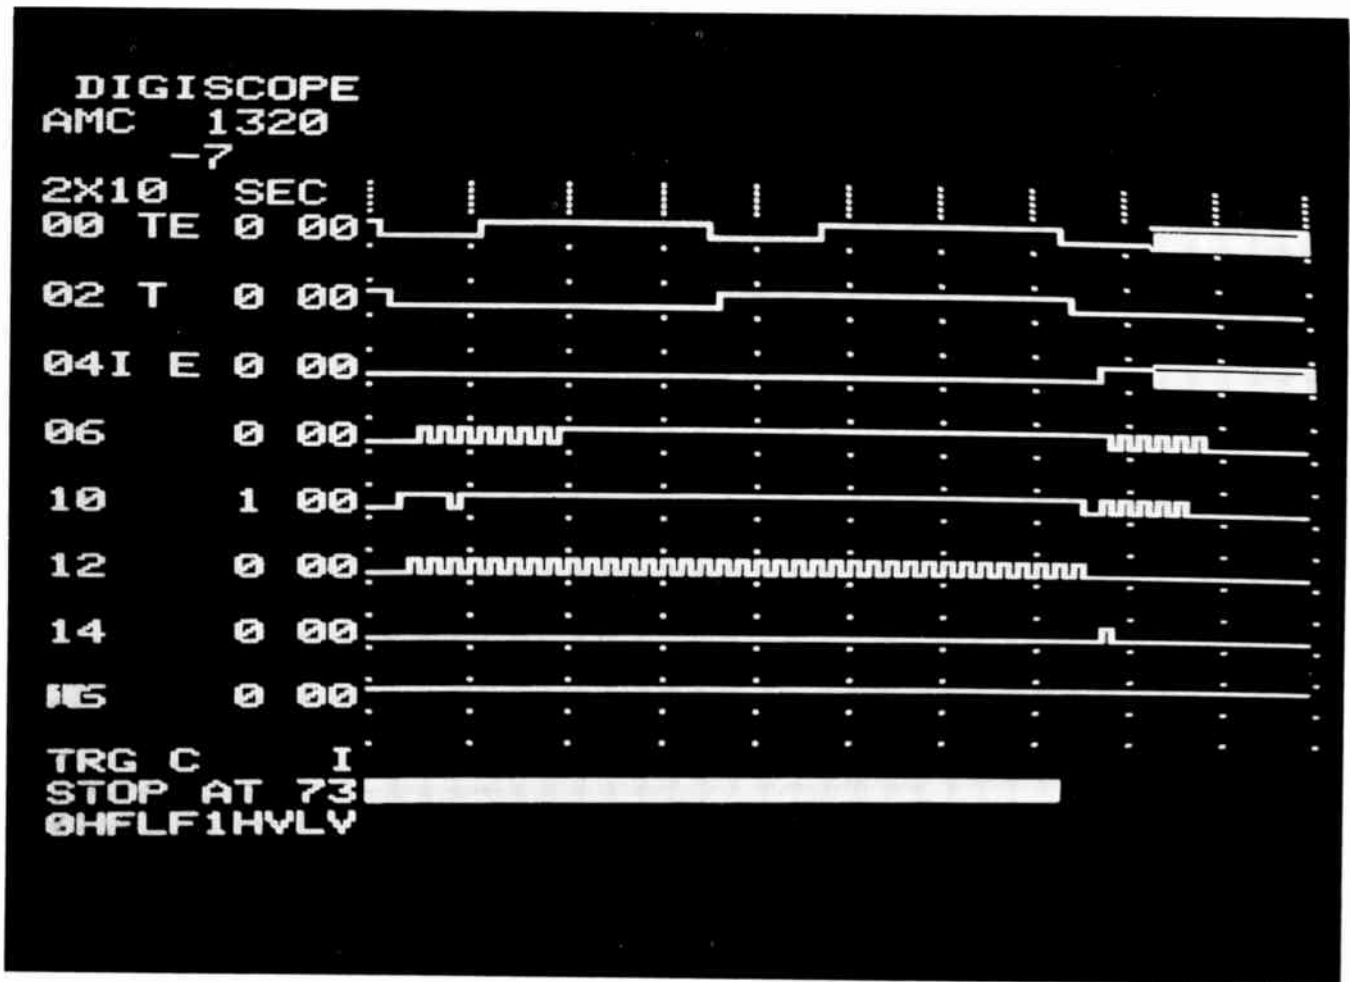 DIGISCOPE
AMC 1320
-7
2X10 SEC
00 TE 0 00
02 T 0 00
04I E 0 00
06 0 00
10 1 00
12 0 00
14 0 00
0 00
TRG C I
STOP AT 73
0HFLF1HVLV